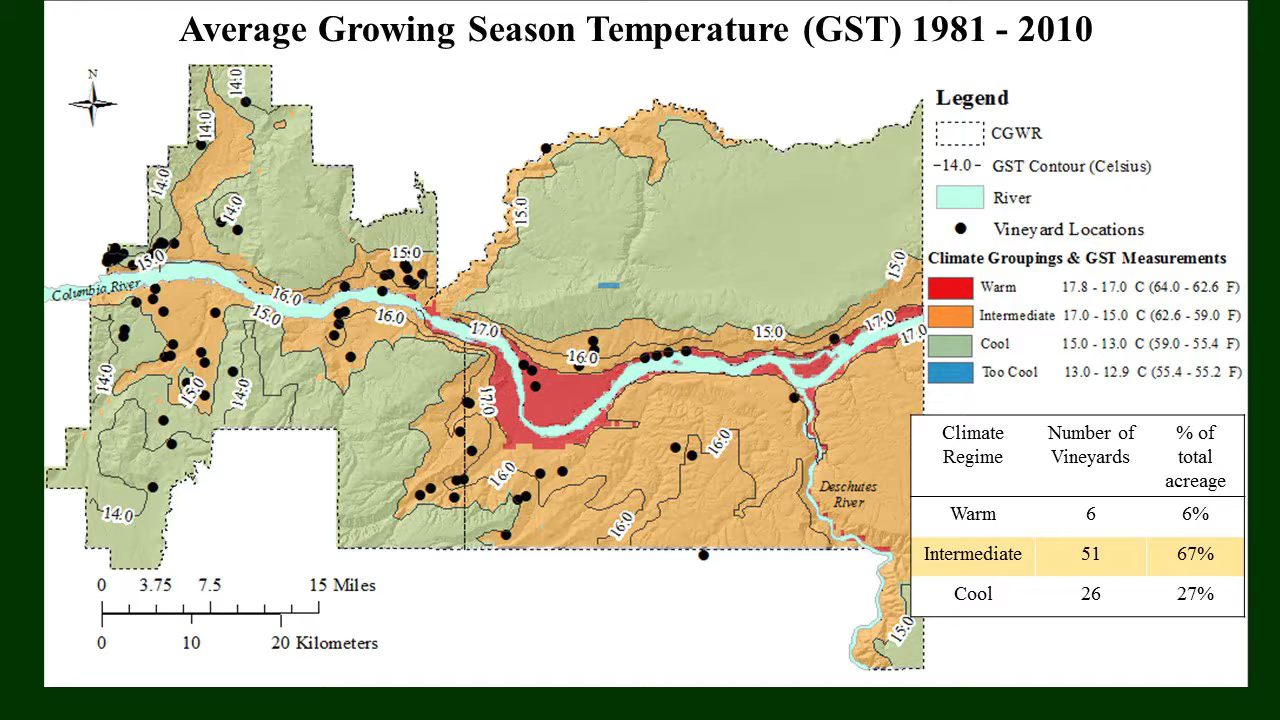 Average Growing Season Temperature (GST) 1981 - 2010
N
14.0
14.0
14.0
14.0
15.0
15.0
15.0
15.0
Columbia River
16.0
15.0
16.0
17.0
16.0
15.0
17.0
17.0
14.0
15.0
14.0
17.0
16.0
16.0
16.0
14.0
15.0
Deschutes
River
Legend
CGWR
-14.0- GST Contour (Celsius)
River
Vineyard Locations
Climate Groupings & GST Measurements
Warm 17.8 - 17.0 C (64.0 - 62.6 F)
Intermediate 17.0 - 15.0 C (62.6 - 59.0 F)
Cool 15.0 - 13.0 C (59.0 - 55.4 F)
Too Cool 13.0 - 12.9 C (55.4 - 55.2 F)
Climate Regime Number of Vineyards % of total acreage
Warm 6 6%
Intermediate 51 67%
Cool 26 27%
0 3.75 7.5 15 Miles
0 10 20 Kilometers